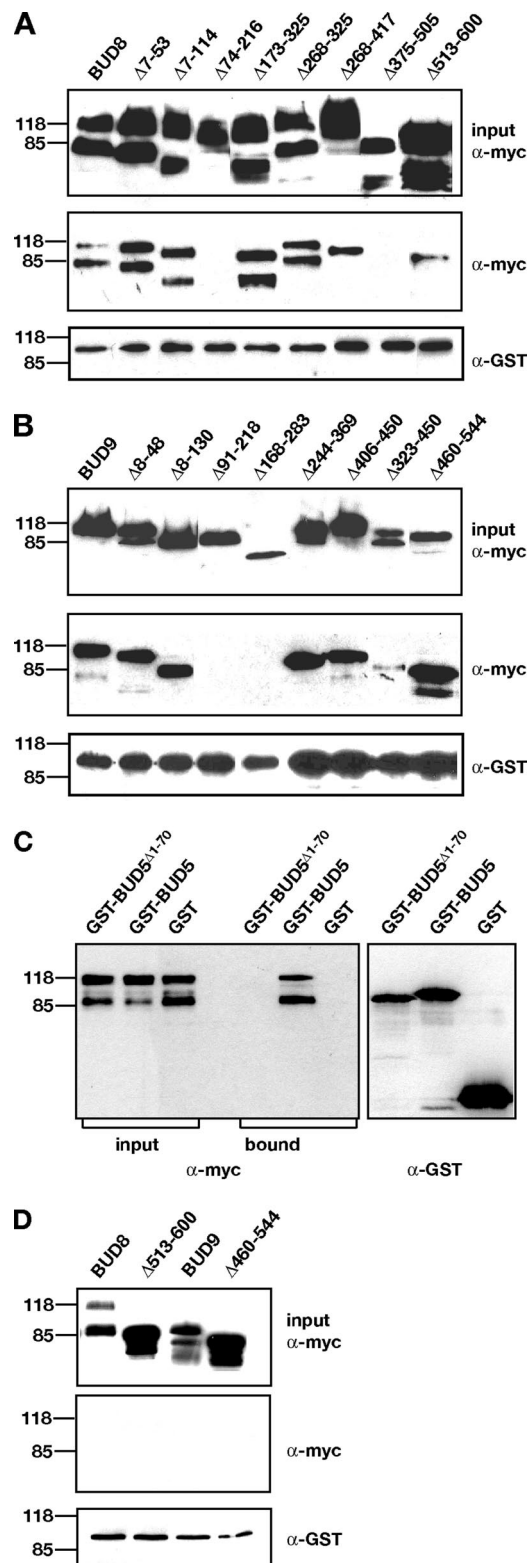 A
BUD8 Δ7-53 Δ7-114 Δ74-216 Δ173-325 Δ268-325 Δ268-417 Δ375-505 Δ513-600
118
85
input
α-myc
118
85
α-myc
118
85
α-GST
B
BUD9 Δ8-48 Δ8-130 Δ91-218 Δ168-283 Δ244-369 Δ406-450 Δ323-450 Δ460-544
118
85
input
α-myc
118
85
α-myc
118
85
α-GST
C
GST-BUD5Δ1-70 GST-BUD5 GST GST-BUD5Δ1-70 GST-BUD5 GST GST-BUD5Δ1-70 GST-BUD5 GST
118
85
input bound
α-myc α-GST
D
BUD8 Δ513-600 BUD9 Δ460-544
118
85
input
α-myc
118
85
α-myc
118
85
α-GST